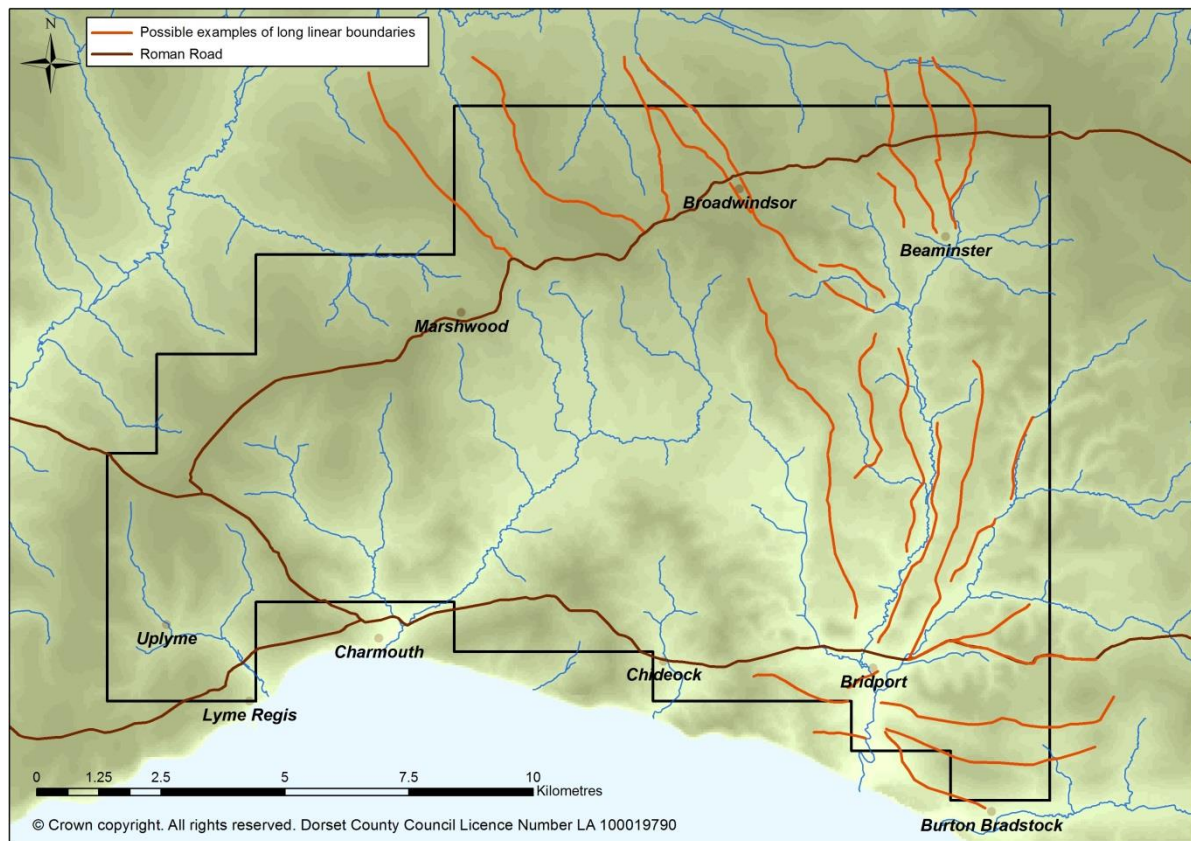 N
Possible examples of long linear boundaries
Roman Road
Broadwindsor
Beaminster
Marshwood
Uplyme
Charmouth
Chideock
Bridport
Lyme Regis
0 1.25 2.5 5 7.5 10
Kilometres
Burton Bradstock
© Crown copyright. All rights reserved. Dorset County Council Licence Number LA 100019790